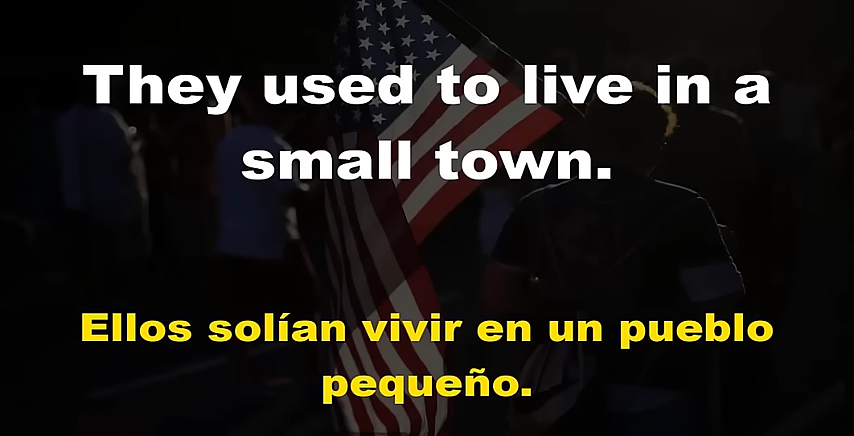 They used to live in a
small town.
Ellos solían vivir en un pueblo
pequeño.